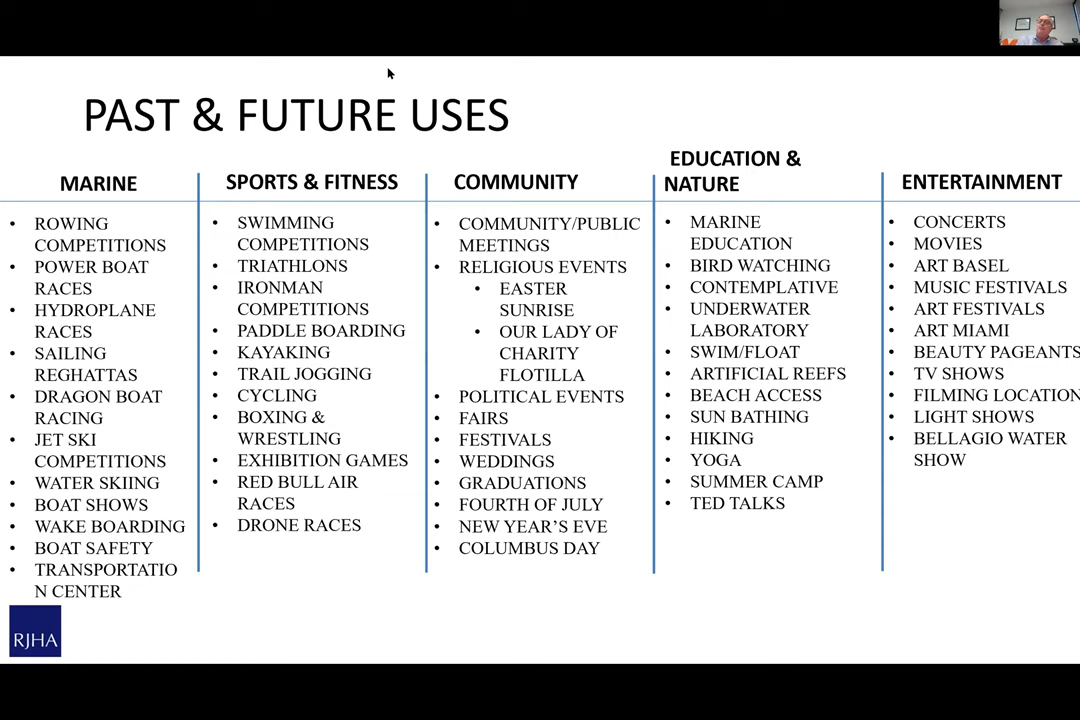 PAST & FUTURE USES
MARINE
ROWING
COMPETITIONS
POWER BOAT
RACES
HYDROPLANE
RACES
SAILING
REGHATTAS
DRAGON BOAT
RACING
JET SKI
COMPETITIONS
WATER SKIING
BOAT SHOWS
WAKE BOARDING
BOAT SAFETY
TRANSPORTATIO
N CENTER
SPORTS & FITNESS
SWIMMING
COMPETITIONS
TRIATHLONS
IRONMAN
COMPETITIONS
PADDLE BOARDING
KAYAKING
TRAIL JOGGING
CYCLING
BOXING &
WRESTLING
EXHIBITION GAMES
RED BULL AIR
RACES
DRONE RACES
COMMUNITY
COMMUNITY/PUBLIC
MEETINGS
RELIGIOUS EVENTS
EASTER
SUNRISE
OUR LADY OF
CHARITY
FLOTILLA
POLITICAL EVENTS
FAIRS
FESTIVALS
WEDDINGS
GRADUATIONS
FOURTH OF JULY
NEW YEAR’S EVE
COLUMBUS DAY
EDUCATION &
NATURE
MARINE
EDUCATION
BIRD WATCHING
CONTEMPLATIVE
UNDERWATER
LABORATORY
SWIM/FLOAT
ARTIFICIAL REEFS
BEACH ACCESS
SUN BATHING
HIKING
YOGA
SUMMER CAMP
TED TALKS
ENTERTAINMENT
CONCERTS
MOVIES
ART BASEL
MUSIC FESTIVALS
ART FESTIVALS
ART MIAMI
BEAUTY PAGEANTS
TV SHOWS
FILMING LOCATION
LIGHT SHOWS
BELLAGIO WATER
SHOW
RJHA